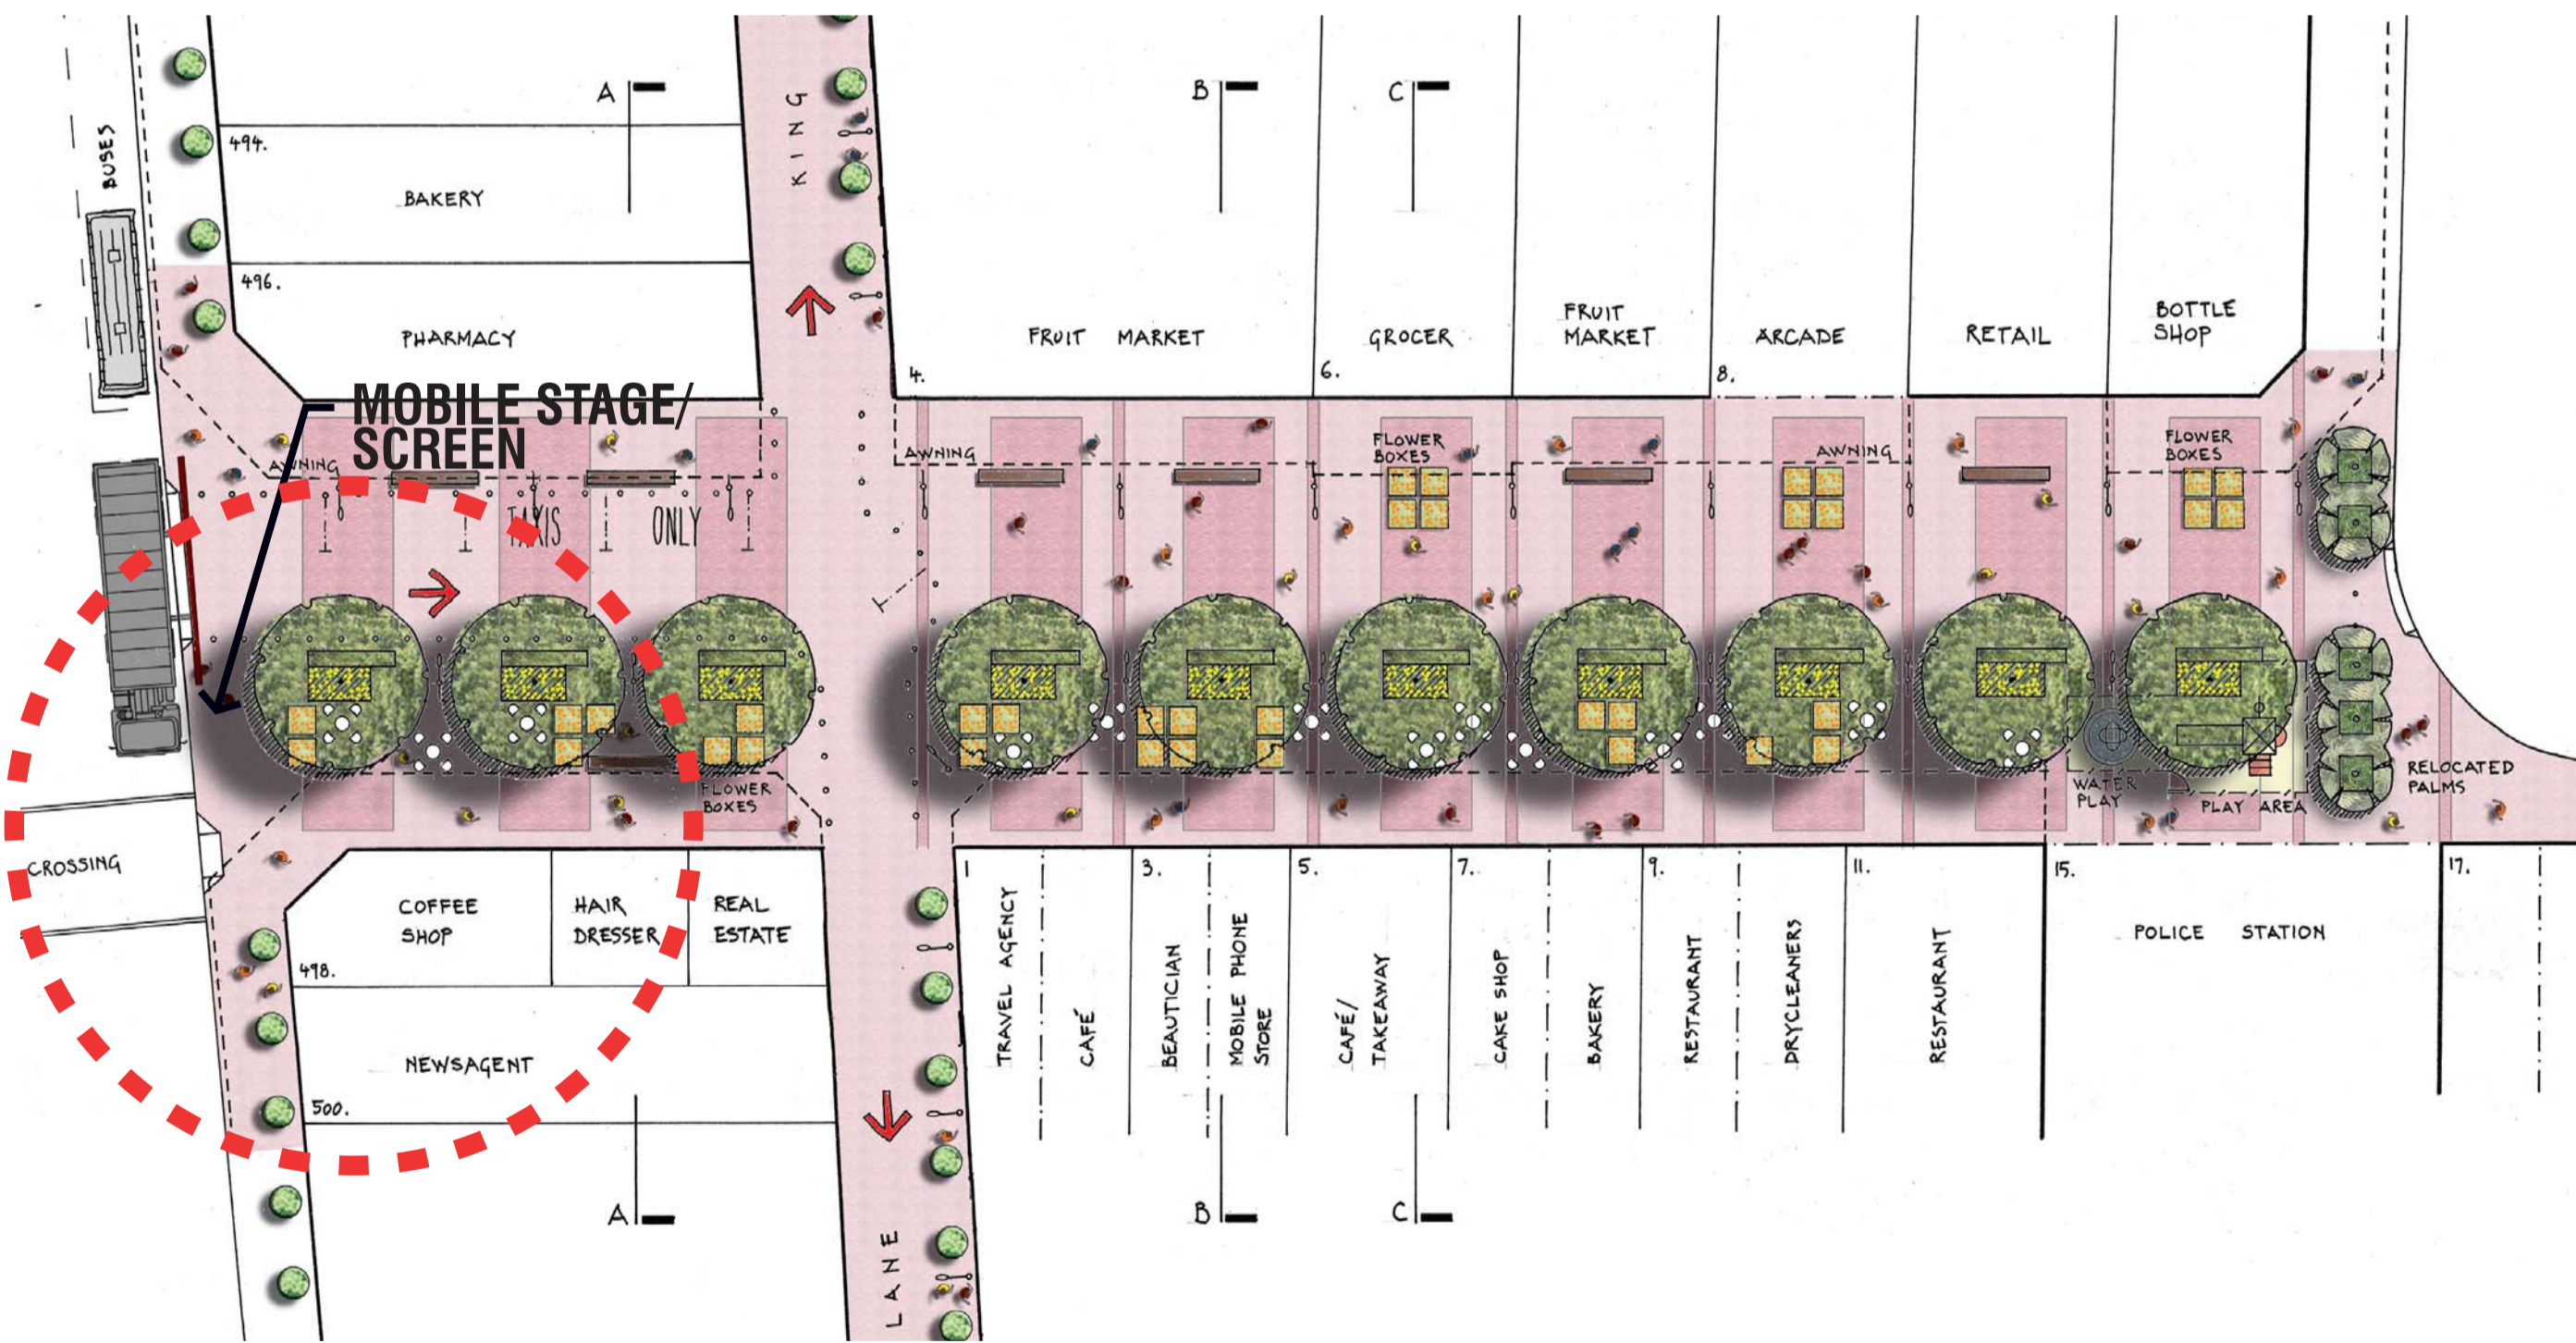 BUSES
494.
BAKERY
496.
PHARMACY
A
KING
B
C
FRUIT MARKET
4.
GROCER
6.
FRUIT
MARKET
ARCADE
8.
RETAIL
BOTTLE
SHOP
MOBILE STAGE/
SCREEN
AWNING
TAXIS ONLY
AWNING
FLOWER
BOXES
AWNING
FLOWER
BOXES
FLOWER
BOXES
WATER
PLAY
PLAY AREA
RELOCATED
PALMS
CROSSING
COFFEE
SHOP
498.
HAIR
DRESSER
REAL
ESTATE
NEWSAGENT
500.
A
LANE
1
TRAVEL AGENCY
CAFÉ
3.
BEAUTICIAN
MOBILE PHONE
STORE
5.
CAFÉ/
TAKEAWAY
7.
CAKE SHOP
BAKERY
9.
RESTAURANT
DRYCLEANERS
11.
RESTAURANT
15.
POLICE STATION
17.
B
C